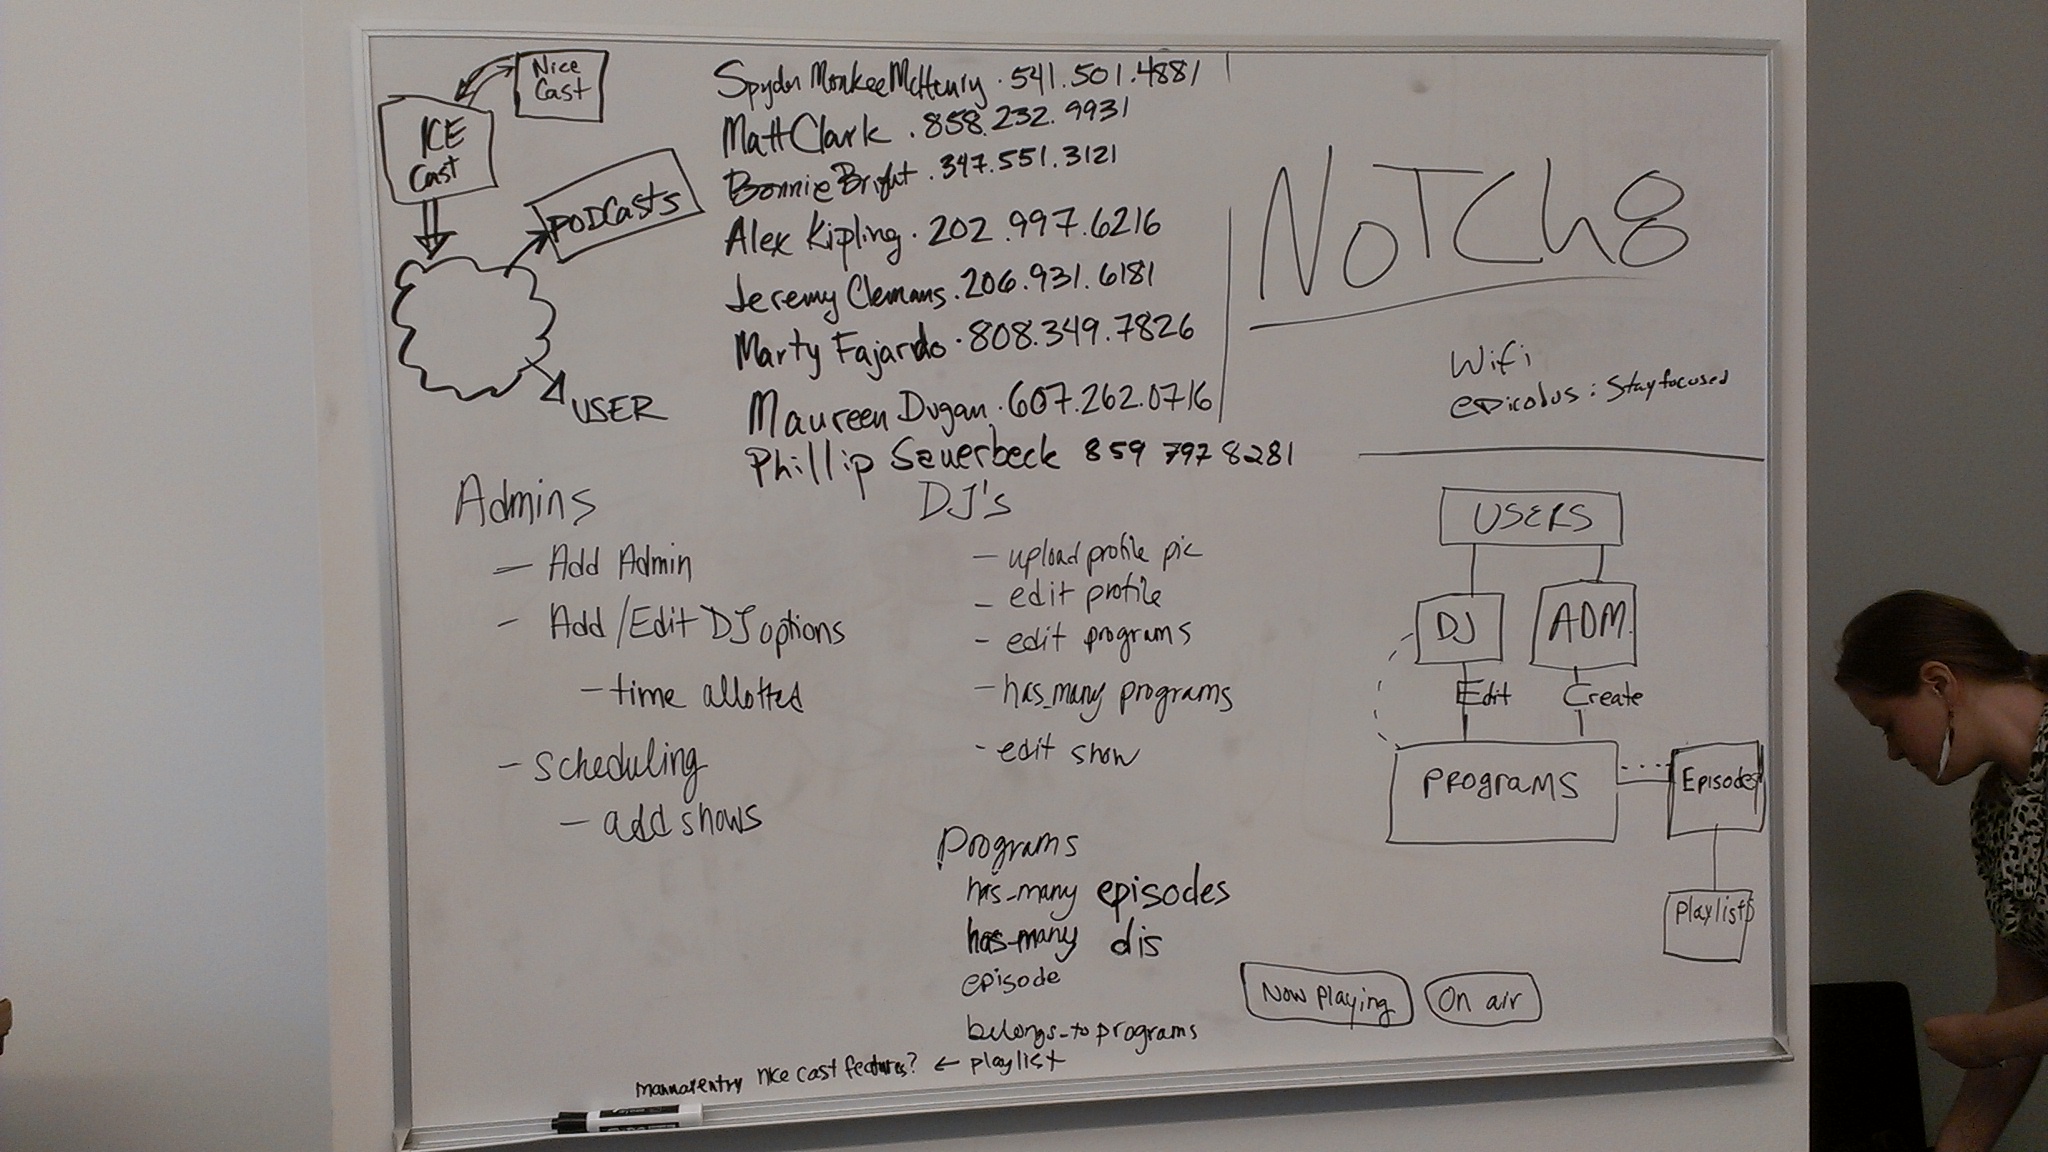 Nice
Cast
ICE
Cast
PODCasts
USER
Spyder Monkee McHenry · 541.501.4881
Matt Clark . 858.232.9931
Bonnie Bright . 347.551.3121
Alex Kipling . 202.997.6216
Jeremy Clemans . 206.931.6181
Marty Fajardo . 808.349.7826
Maureen Dugan . 607.262.0716
Phillip Sauerbeck 859 797 8281
NoTCh8
Wifi
epicodus : Stayfocused
Admins
- Add Admin
- Add/Edit DJ options
- time allotted
- scheduling
- add shows
DJ's
- upload profile pic
- edit profile
- edit programs
- has_many programs
- edit show
Programs
has_many episodes
has_many djs
episode
belongs_to programs
manual entry nice cast features? ← playlist
USERS
DJ
ADM.
Edit
Create
PROgramS
Episodes
Playlists
Now Playing
On air